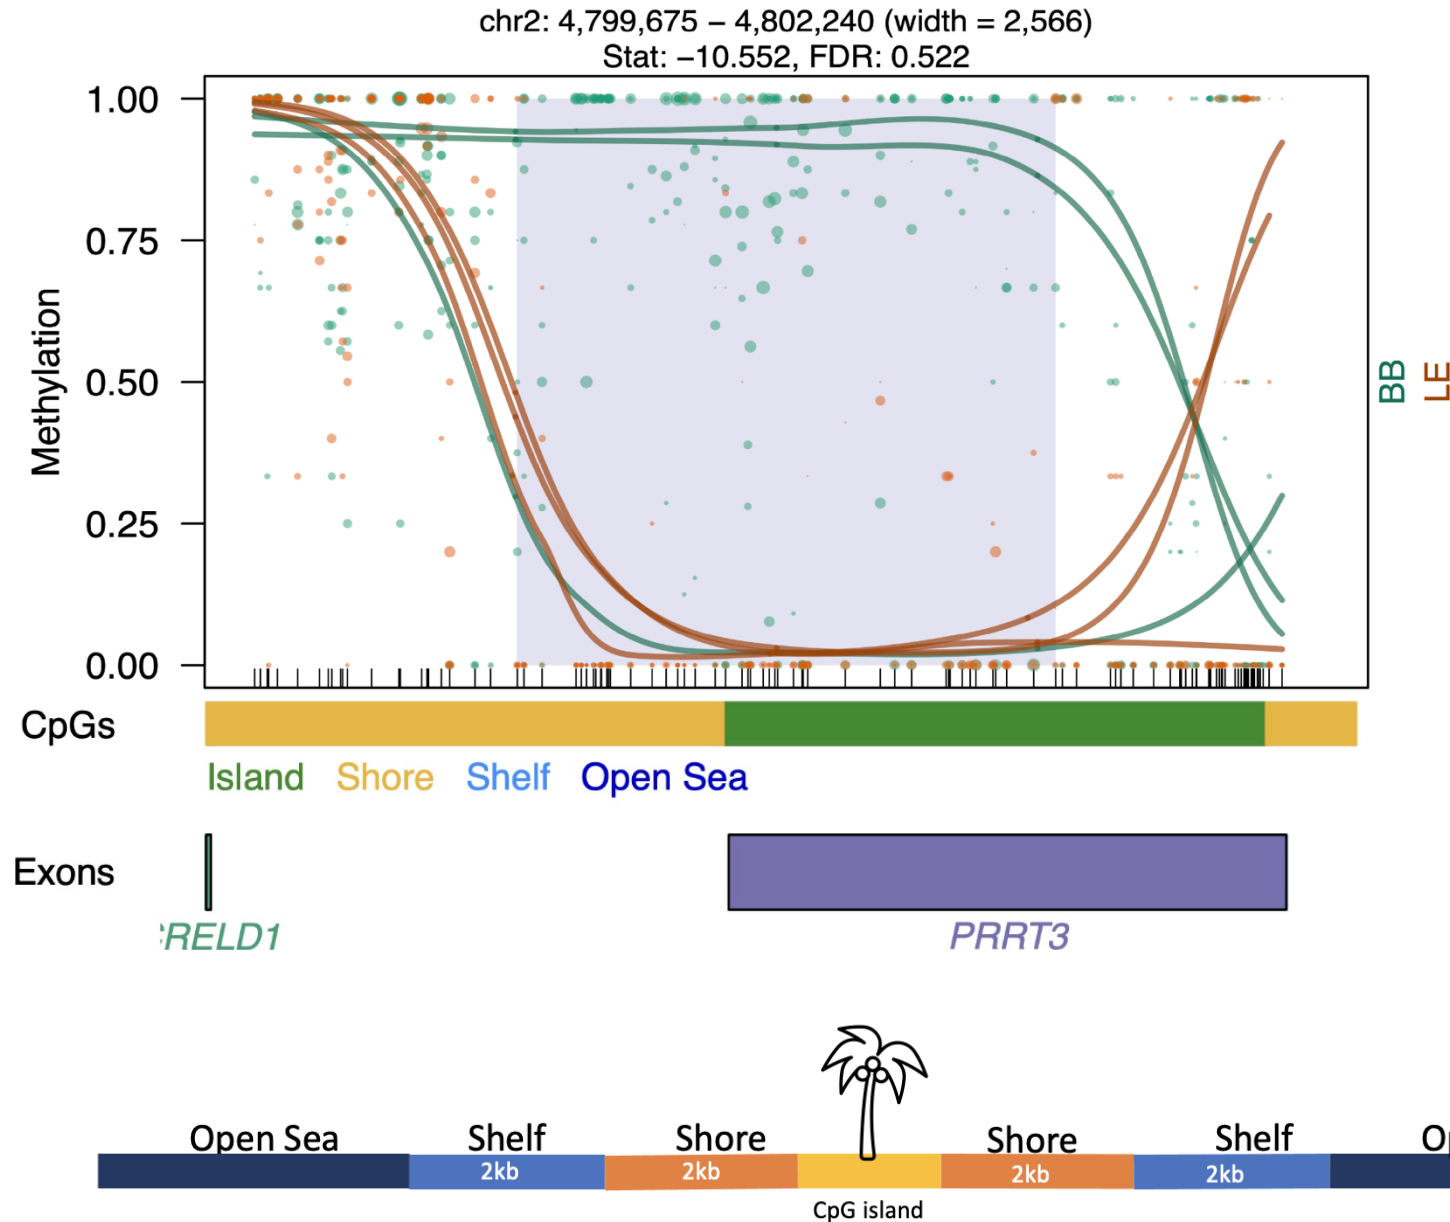 chr2: 4,799,675 – 4,802,240 (width = 2,566)
Stat: −10.552, FDR: 0.522
Methylation
1.00
0.75
0.50
0.25
0.00
BB
LE
CpGs
Island Shore Shelf Open Sea
Exons
RELD1
PRRT3
Open Sea Shelf Shore Shore Shelf
2kb 2kb 2kb 2kb
CpG island